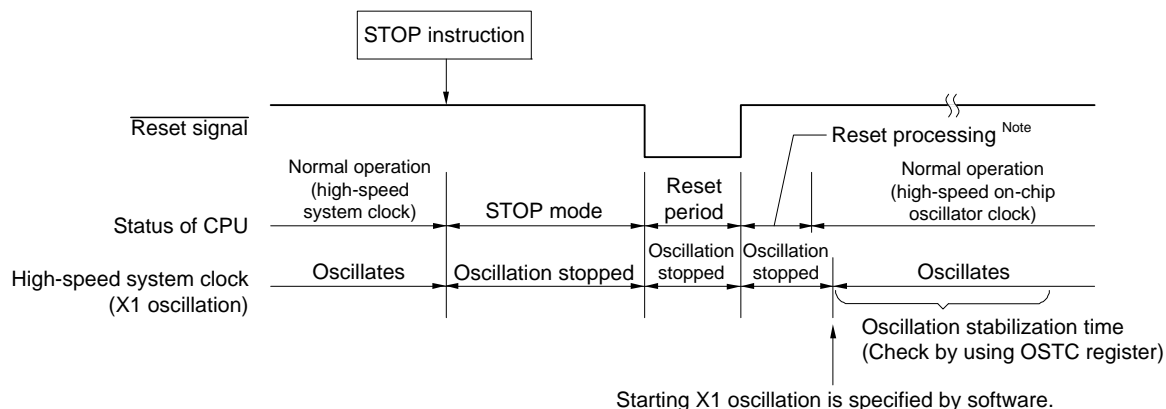 STOP instruction
Reset signal
Reset processing Note
Normal operation
(high-speed
system clock)
STOP mode
Reset
period
Normal operation
(high-speed on-chip
oscillator clock)
Status of CPU
High-speed system clock
(X1 oscillation)
Oscillates
Oscillation stopped
Oscillation
stopped
Oscillation
stopped
Oscillates
Oscillation stabilization time
(Check by using OSTC register)
Starting X1 oscillation is specified by software.